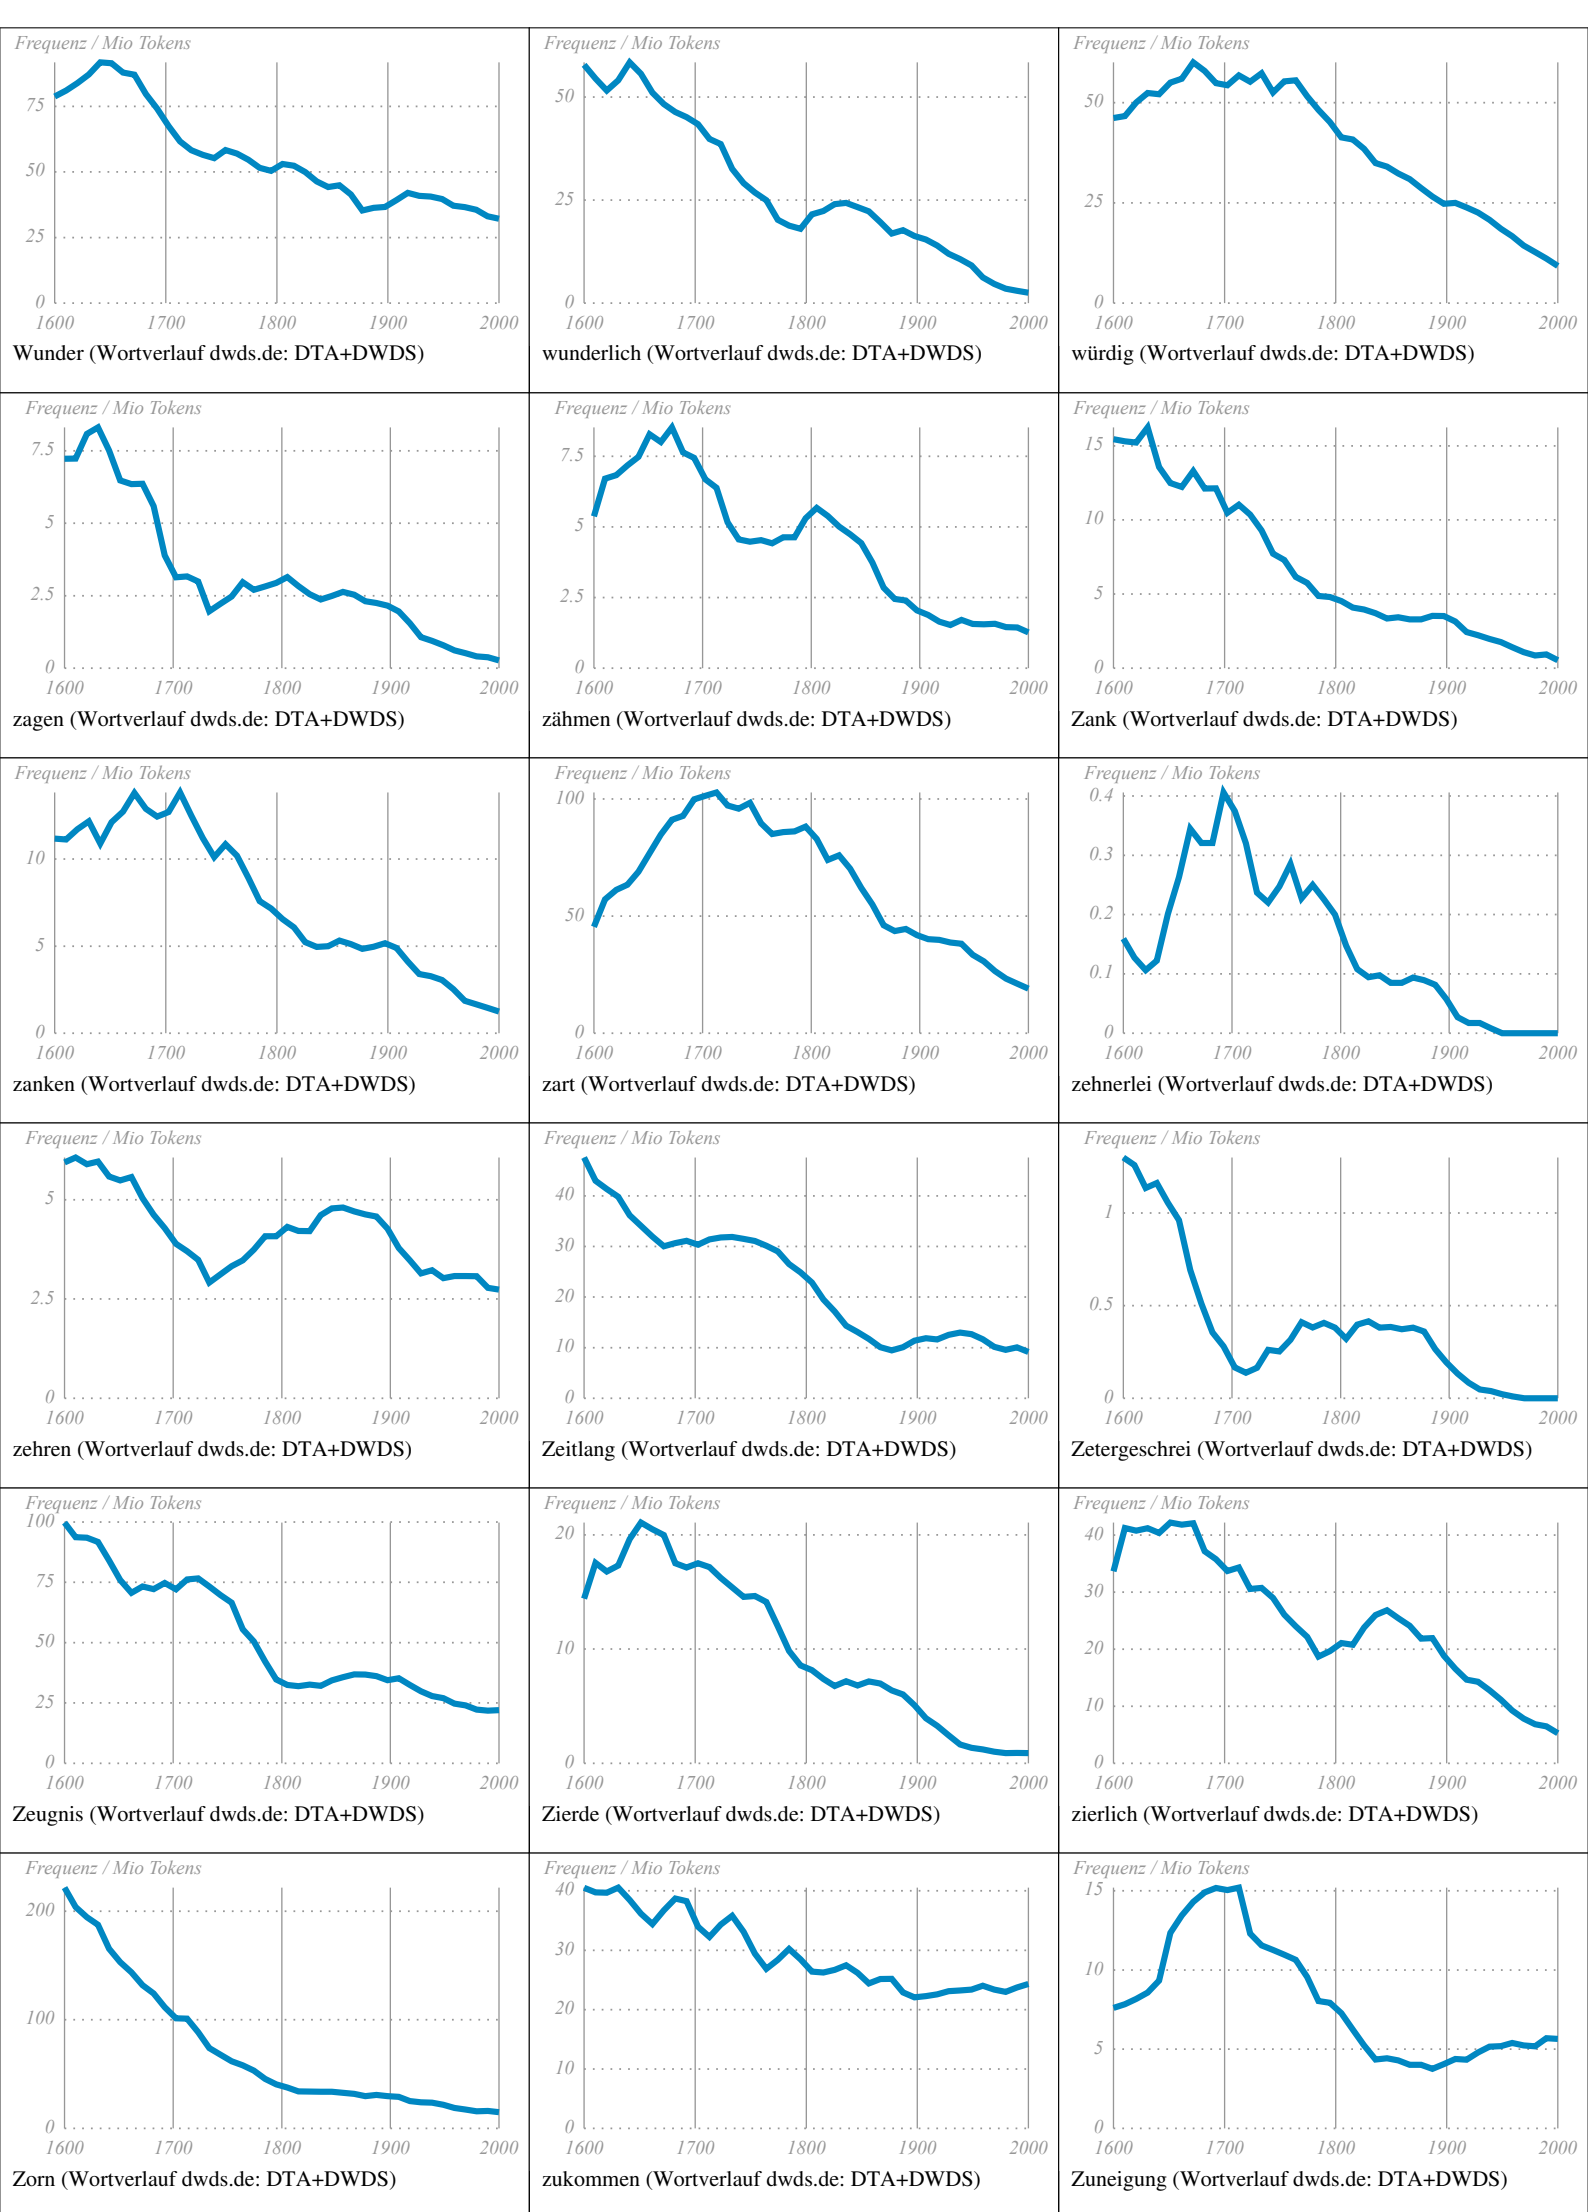 Frequenz / Mio Tokens
75
50
25
0
1600 1700 1800 1900 2000
Wunder (Wortverlauf dwds.de: DTA+DWDS)
Frequenz / Mio Tokens
50
25
0
1600 1700 1800 1900 2000
wunderlich (Wortverlauf dwds.de: DTA+DWDS)
Frequenz / Mio Tokens
50
25
0
1600 1700 1800 1900 2000
würdig (Wortverlauf dwds.de: DTA+DWDS)
Frequenz / Mio Tokens
7.5
5
2.5
0
1600 1700 1800 1900 2000
zagen (Wortverlauf dwds.de: DTA+DWDS)
Frequenz / Mio Tokens
7.5
5
2.5
0
1600 1700 1800 1900 2000
zähmen (Wortverlauf dwds.de: DTA+DWDS)
Frequenz / Mio Tokens
15
10
5
0
1600 1700 1800 1900 2000
Zank (Wortverlauf dwds.de: DTA+DWDS)
Frequenz / Mio Tokens
10
5
0
1600 1700 1800 1900 2000
zanken (Wortverlauf dwds.de: DTA+DWDS)
Frequenz / Mio Tokens
100
50
0
1600 1700 1800 1900 2000
zart (Wortverlauf dwds.de: DTA+DWDS)
Frequenz / Mio Tokens
0.4
0.3
0.2
0.1
0
1600 1700 1800 1900 2000
zehnerlei (Wortverlauf dwds.de: DTA+DWDS)
Frequenz / Mio Tokens
5
2.5
0
1600 1700 1800 1900 2000
zehren (Wortverlauf dwds.de: DTA+DWDS)
Frequenz / Mio Tokens
40
30
20
10
0
1600 1700 1800 1900 2000
Zeitlang (Wortverlauf dwds.de: DTA+DWDS)
Frequenz / Mio Tokens
1
0.5
0
1600 1700 1800 1900 2000
Zetergeschrei (Wortverlauf dwds.de: DTA+DWDS)
Frequenz / Mio Tokens
100
75
50
25
0
1600 1700 1800 1900 2000
Zeugnis (Wortverlauf dwds.de: DTA+DWDS)
Frequenz / Mio Tokens
20
10
0
1600 1700 1800 1900 2000
Zierde (Wortverlauf dwds.de: DTA+DWDS)
Frequenz / Mio Tokens
40
30
20
10
0
1600 1700 1800 1900 2000
zierlich (Wortverlauf dwds.de: DTA+DWDS)
Frequenz / Mio Tokens
200
100
0
1600 1700 1800 1900 2000
Zorn (Wortverlauf dwds.de: DTA+DWDS)
Frequenz / Mio Tokens
40
30
20
10
0
1600 1700 1800 1900 2000
zukommen (Wortverlauf dwds.de: DTA+DWDS)
Frequenz / Mio Tokens
15
10
5
0
1600 1700 1800 1900 2000
Zuneigung (Wortverlauf dwds.de: DTA+DWDS)